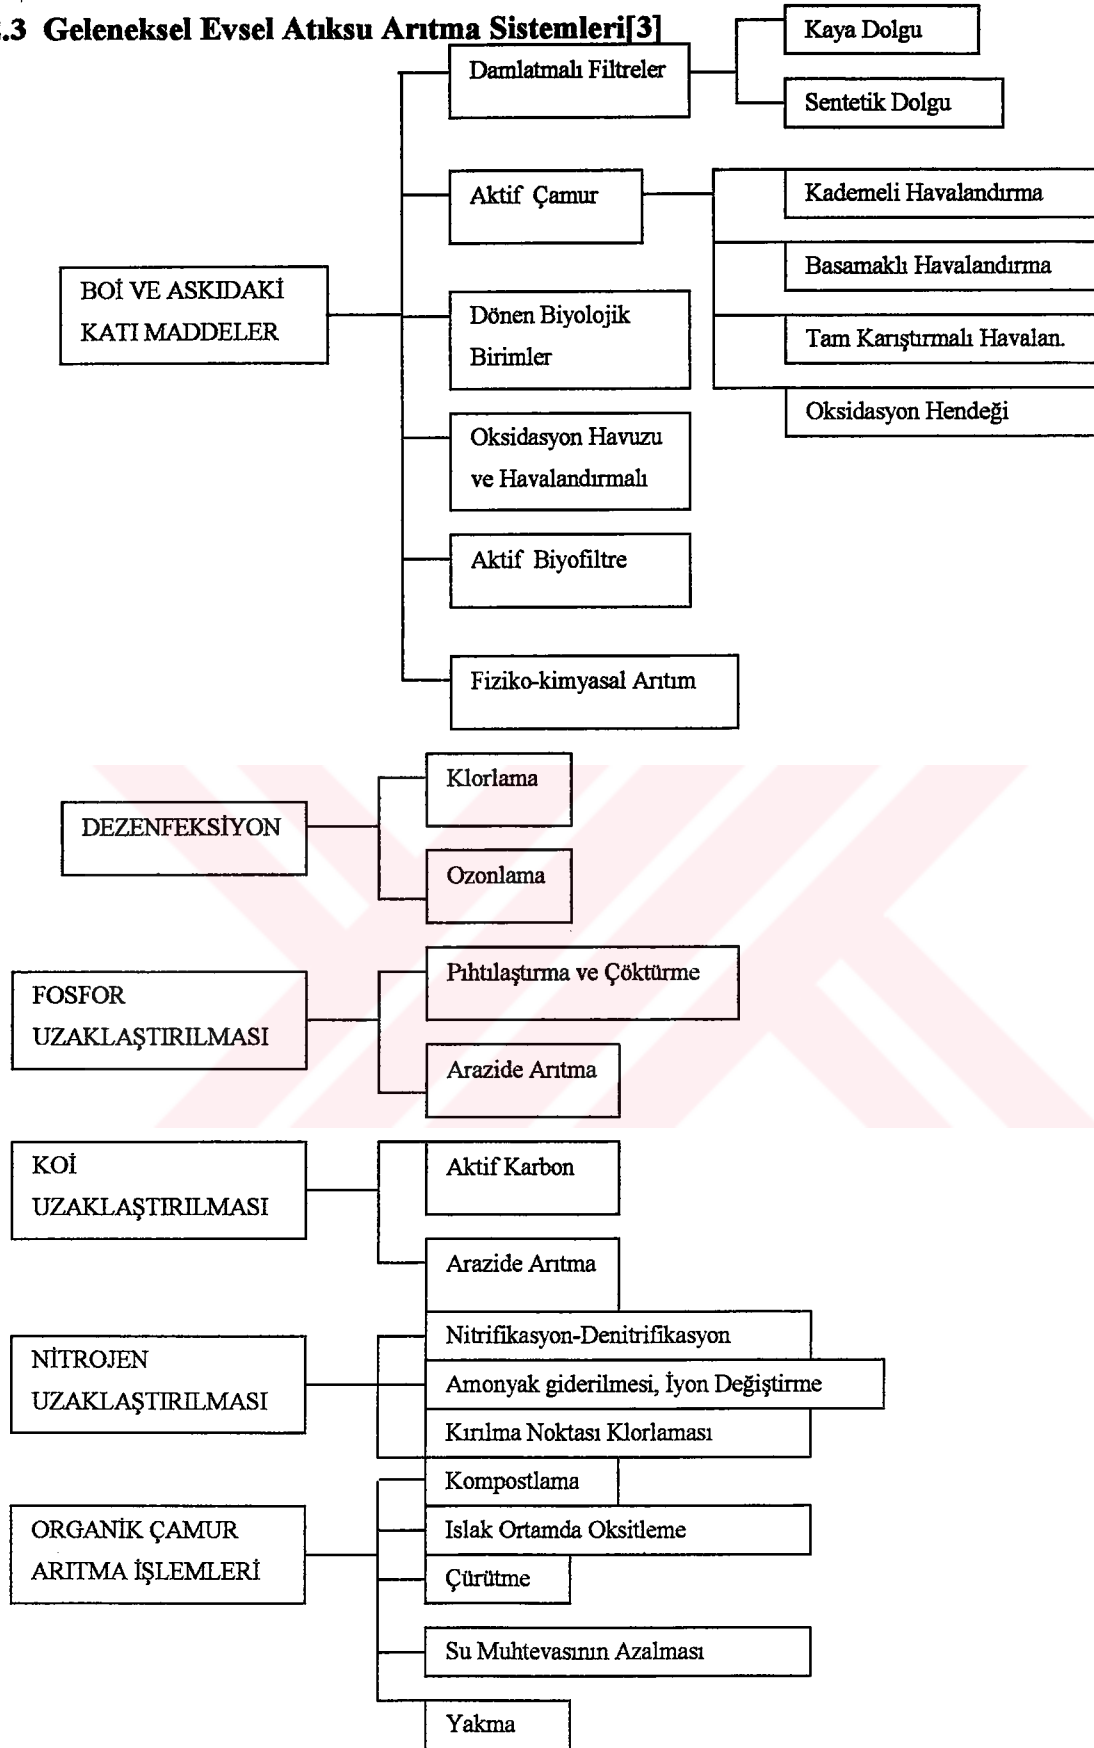 .3 Geleneksel Evsel Atıksu Arıtma Sistemleri[3]
Kaya Dolgu
Damlatmalı Filtreler
Sentetik Dolgu
Aktif Çamur
Kademeli Havalandırma
Basamaklı Havalandırma
BOİ VE ASKIDAKİ
KATI MADDELER
Dönen Biyolojik
Birimler
Tam Karıştırmalı Havalan.
Oksidasyon Hendeği
Oksidasyon Havuzu
ve Havalandırmalı
Aktif Biyofiltre
Fiziko-kimyasal Arıtım
Klorlama
DEZENFEKSİYON
Ozonlama
Pıhtılaştırma ve Çöktürme
FOSFOR
UZAKLAŞTIRILMASI
Arazide Arıtma
KOİ
UZAKLAŞTIRILMASI
Aktif Karbon
Arazide Arıtma
Nitrifikasyon-Denitrifikasyon
NİTROJEN
UZAKLAŞTIRILMASI
Amonyak giderilmesi, İyon Değiştirme
Kırılma Noktası Klorlaması
Kompostlama
ORGANİK ÇAMUR
ARITMA İŞLEMLERİ
Islak Ortamda Oksitleme
Çürütme
Su Muhtevasının Azalması
Yakma